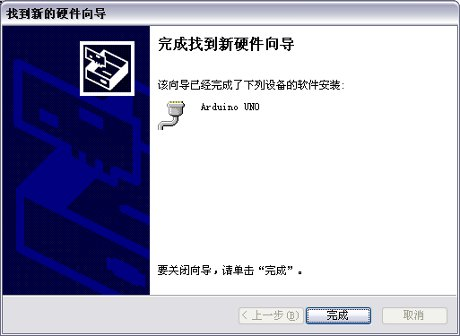 找到新的硬件向导
完成找到新硬件向导
该向导已经完成了下列设备的软件安装:
Arduino UNO
要关闭向导，请单击“完成”。
< 上一步(B)
完成
取消